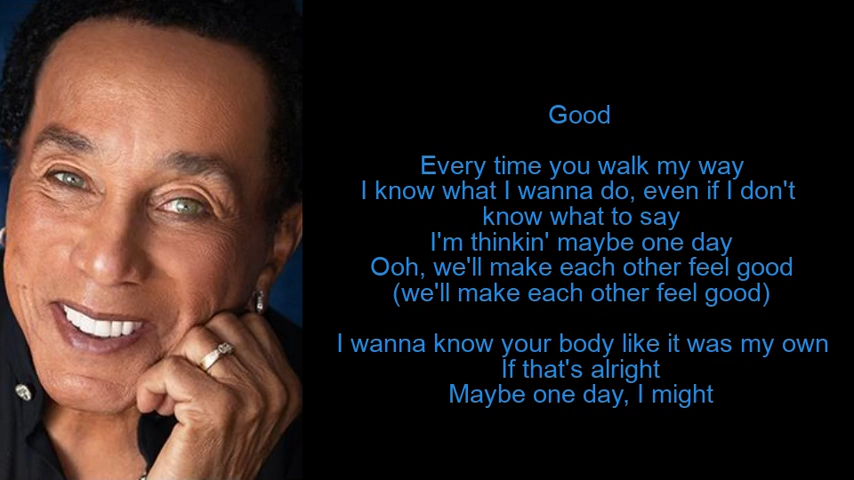 Good
Every time you walk my way
I know what I wanna do, even if I don't
know what to say
I'm thinkin' maybe one day
Ooh, we'll make each other feel good
(we'll make each other feel good)
I wanna know your body like it was my own
If that's alright
Maybe one day, I might